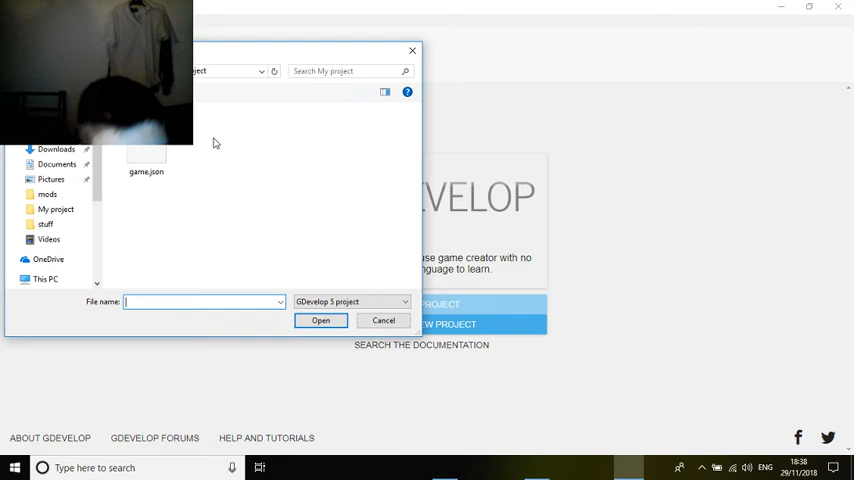 ject
Search My project
?
Downloads
Documents
Pictures
mods
My project
stuff
Videos
OneDrive
This PC
game.json
File name:
GDevelop 5 project
Open
Cancel
EVELOP
use game creator with no
nguage to learn.
PROJECT
EW PROJECT
SEARCH THE DOCUMENTATION
ABOUT GDEVELOP
GDEVELOP FORUMS
HELP AND TUTORIALS
Type here to search
ENG
18:38
29/11/2018